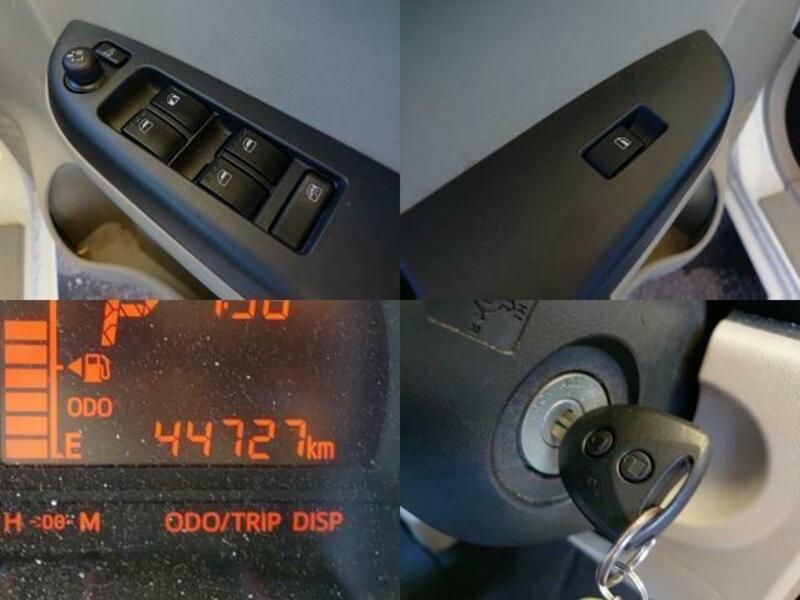 P
ODO
E 44727km
H -:00:- M ODO/TRIP DISP